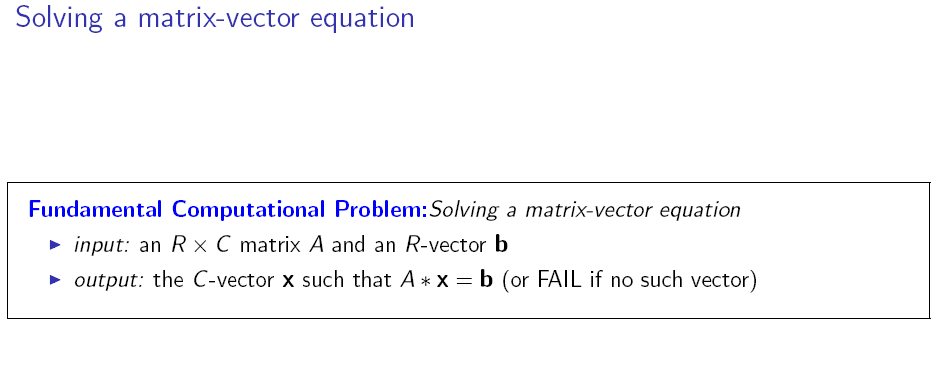 Solving a matrix-vector equation
Fundamental Computational Problem:Solving a matrix-vector equation
▶ input: an R × C matrix A and an R-vector b
▶ output: the C-vector x such that A ∗ x = b (or FAIL if no such vector)